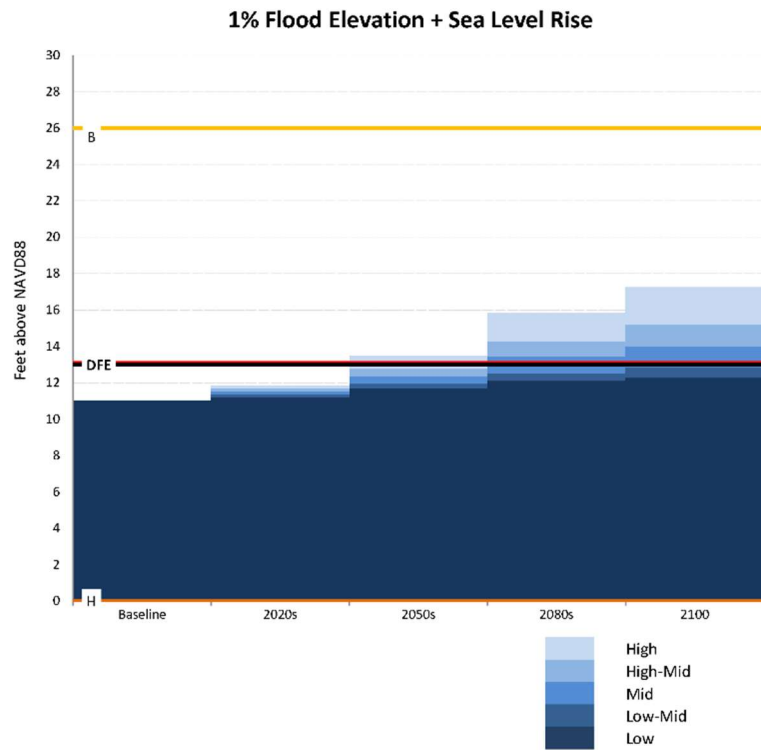 1% Flood Elevation + Sea Level Rise
Feet above NAVD88
30
28
26
B
24
22
20
18
16
14
DFE
12
10
8
6
4
2
0
H
Baseline 2020s 2050s 2080s 2100
High
High-Mid
Mid
Low-Mid
Low